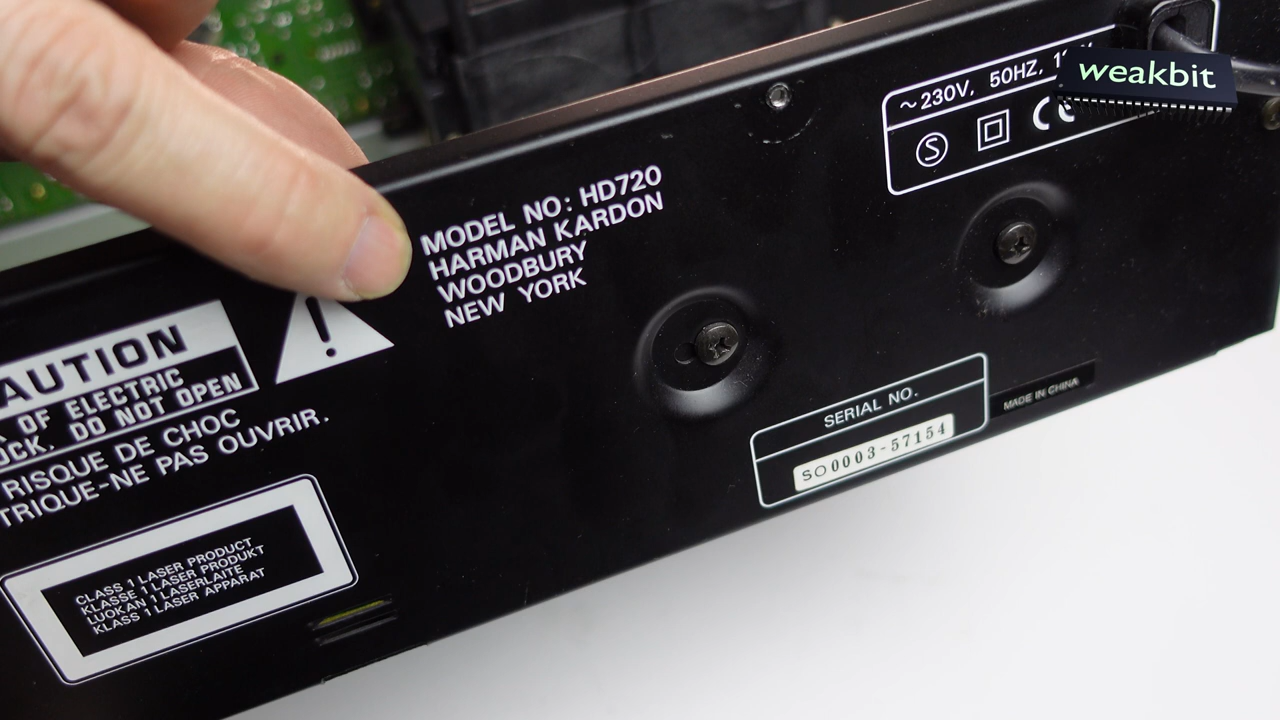 ~230V, 50HZ,
weakbit
S
CE
MODEL NO: HD720
HARMAN KARDON
WOODBURY
NEW YORK
AUTION
OF ELECTRIC
OCK. DO NOT OPEN
RISQUE DE CHOC
TRIQUE-NE PAS OUVRIR.
SERIAL NO.
SO0003-57154
MADE IN CHINA
CLASS 1 LASER PRODUCT
KLASSE 1 LASER PRODUKT
LUOKAN 1 LASERLAITE
KLASS 1 LASER APPARAT